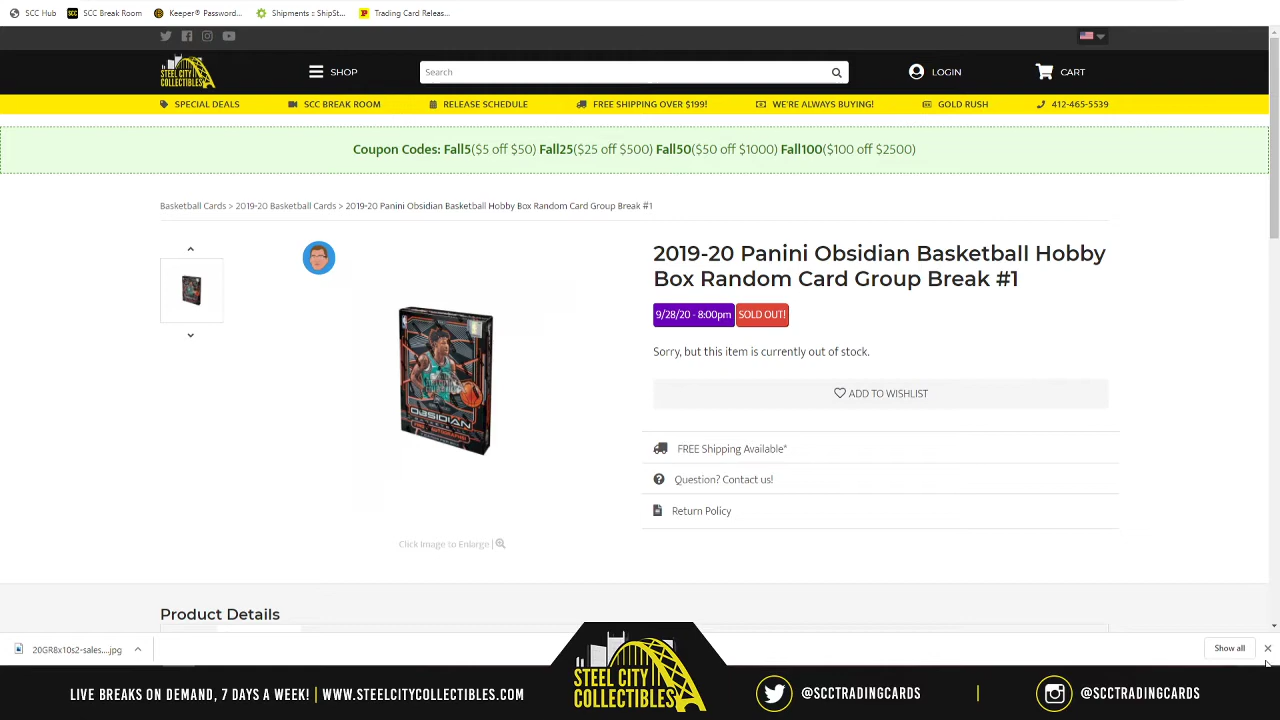 SCC Hub SCC Break Room Keeper® Password... Shipments :: ShipSt... Trading Card Releas...
STEEL CITY
COLLECTIBLES
SHOP
Search
LOGIN
CART
SPECIAL DEALS
SCC BREAK ROOM
RELEASE SCHEDULE
FREE SHIPPING OVER $199!
WE'RE ALWAYS BUYING!
GOLD RUSH
412-465-5539
Coupon Codes: Fall5($5 off $50) Fall25($25 off $500) Fall50($50 off $1000) Fall100($100 off $2500)
Basketball Cards > 2019-20 Basketball Cards > 2019-20 Panini Obsidian Basketball Hobby Box Random Card Group Break #1
2019-20 Panini Obsidian Basketball Hobby
Box Random Card Group Break #1
9/28/20 - 8:00pm SOLD OUT!
Sorry, but this item is currently out of stock.
ADD TO WISHLIST
FREE Shipping Available*
Question? Contact us!
Return Policy
OBSIDIAN
Click Image to Enlarge |
Product Details
20GR8x10s2-sales....jpg
Show all
LIVE BREAKS ON DEMAND, 7 DAYS A WEEK! | WWW.STEELCITYCOLLECTIBLES.COM
STEEL CITY
COLLECTIBLES
@SCCTRADINGCARDS | @SCCTRADINGCARDS